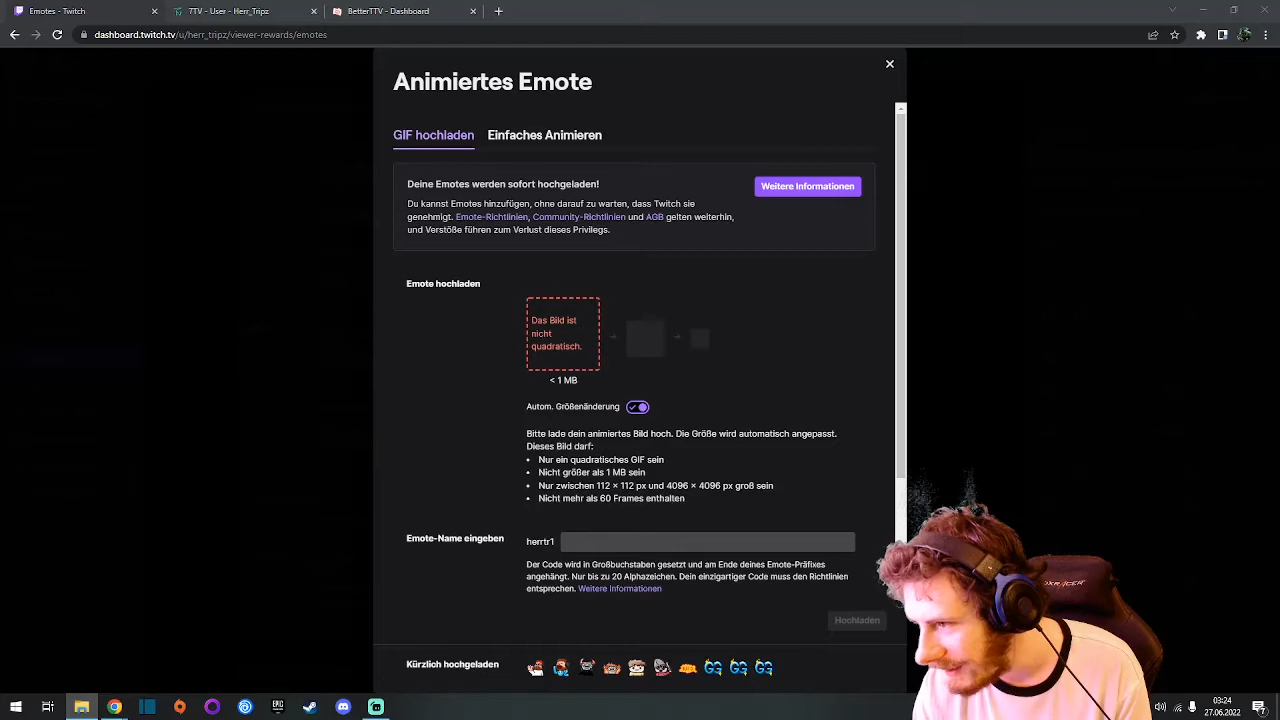 Emotes - Twitch
TTV - User - Herr_Tripz
BetterTTV - Dashboard
dashboard.twitch.tv/u/herr_tripz/viewer-rewards/emotes
Animiertes Emote
GIF hochladen
Einfaches Animieren
Deine Emotes werden sofort hochgeladen!
Weitere Informationen
Du kannst Emotes hinzufügen, ohne darauf zu warten, dass Twitch sie
genehmigt. Emote-Richtlinien, Community-Richtlinien und AGB gelten weiterhin,
und Verstöße führen zum Verlust dieses Privilegs.
Emote hochladen
Das Bild ist
nicht
quadratisch.
< 1 MB
Autom. Größenänderung
Bitte lade dein animiertes Bild hoch. Die Größe wird automatisch angepasst.
Dieses Bild darf:
• Nur ein quadratisches GIF sein
• Nicht größer als 1 MB sein
• Nur zwischen 112 × 112 px und 4096 × 4096 px groß sein
• Nicht mehr als 60 Frames enthalten
Emote-Name eingeben
herrtr1
Der Code wird in Großbuchstaben gesetzt und am Ende deines Emote-Präfixes
angehängt. Nur bis zu 20 Alphazeichen. Dein einzigartiger Code muss den Richtlinien
entsprechen. Weitere Informationen
Hochladen
Kürzlich hochgeladen
EPIC
03:24
27.06.2022